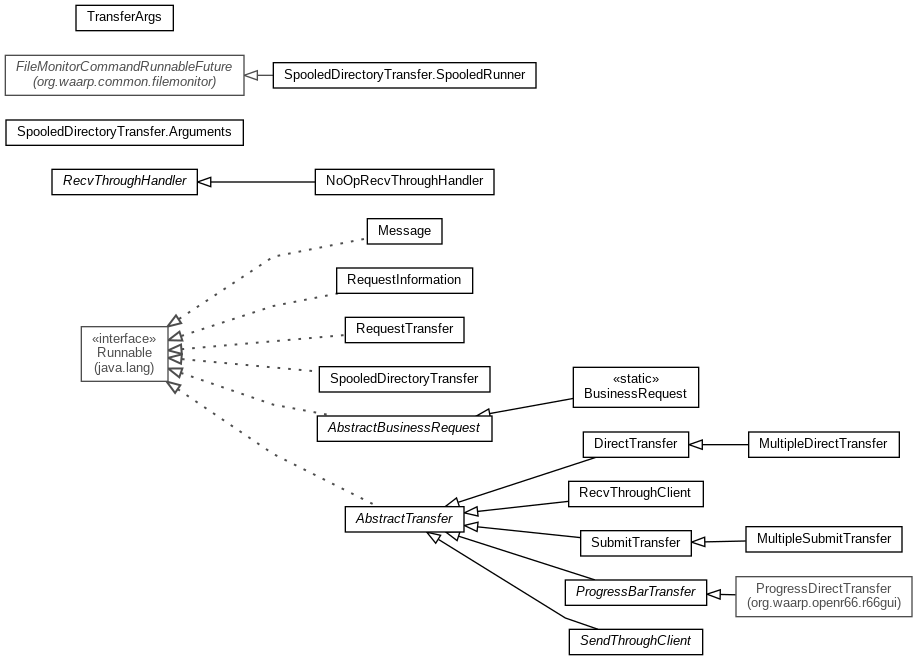 TransferArgs
FileMonitorCommandRunnableFuture
(org.waarp.common.filemonitor)
SpooledDirectoryTransfer.SpooledRunner
SpooledDirectoryTransfer.Arguments
RecvThroughHandler
NoOpRecvThroughHandler
Message
RequestInformation
«interface»
Runnable
(java.lang)
RequestTransfer
SpooledDirectoryTransfer
«static»
BusinessRequest
AbstractBusinessRequest
DirectTransfer
MultipleDirectTransfer
RecvThroughClient
AbstractTransfer
SubmitTransfer
MultipleSubmitTransfer
ProgressBarTransfer
ProgressDirectTransfer
(org.waarp.openr66.r66gui)
SendThroughClient